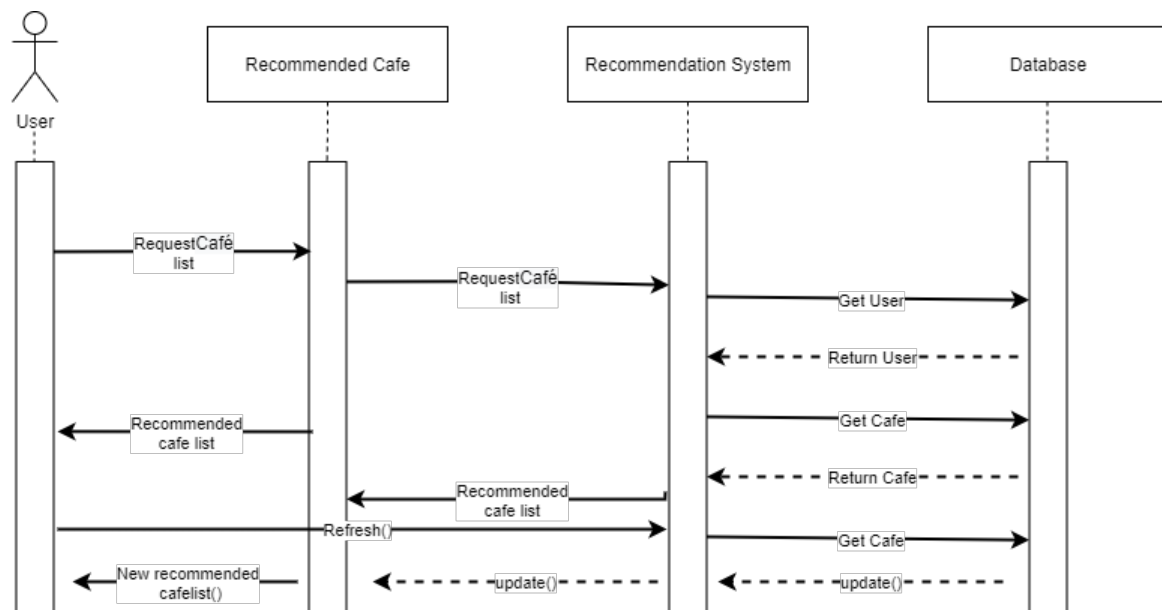 User
Recommended Cafe
Recommendation System
Database
RequestCafé
list
RequestCafé
list
Get User
Return User
Get Cafe
Recommended
cafe list
Return Cafe
Recommended
cafe list
Refresh()
Get Cafe
New recommended
cafelist()
update()
update()